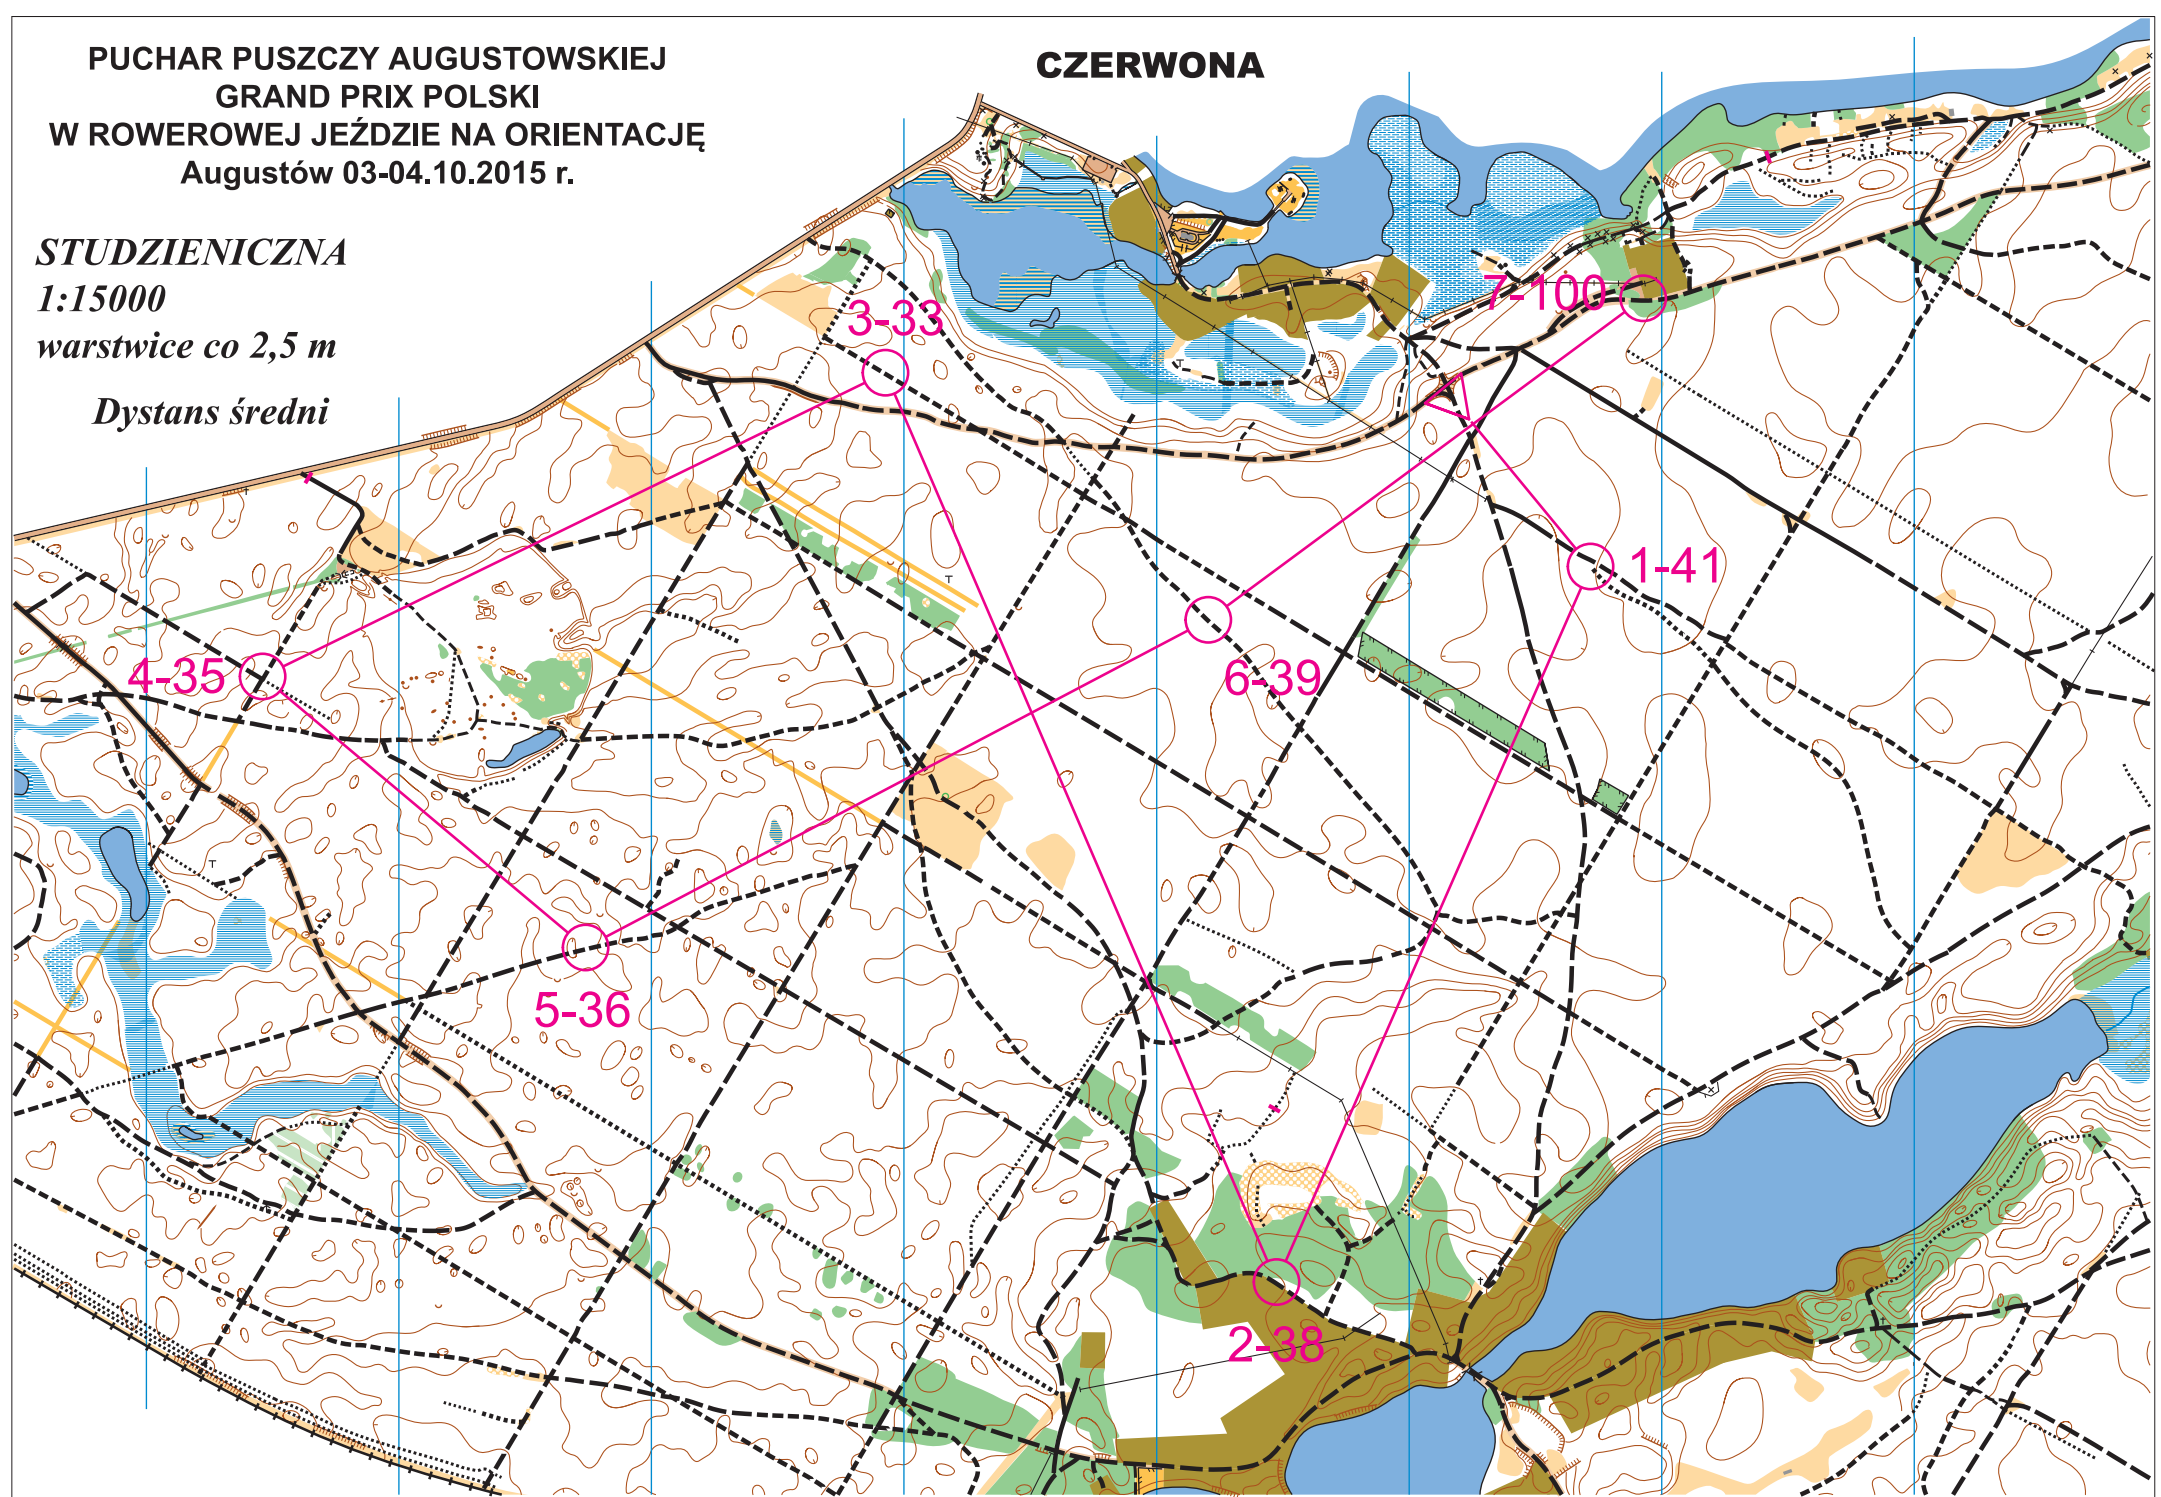 PUCHAR PUSZCZY AUGUSTOWSKIEJ
GRAND PRIX POLSKI
W ROWEROWEJ JEŹDZIE NA ORIENTACJĘ
Augustów 03-04.10.2015 r.
CZERWONA
STUDZIENICZNA
1:15000
warstwice co 2,5 m
Dystans średni
3-33
7-100
1-41
4-35
6-39
5-36
2-38